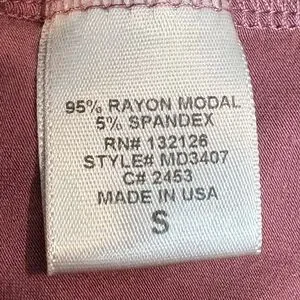 95% RAYON MODAL
5% SPANDEX
RN# 132126
STYLE# MD3407
C# 2453
MADE IN USA
S